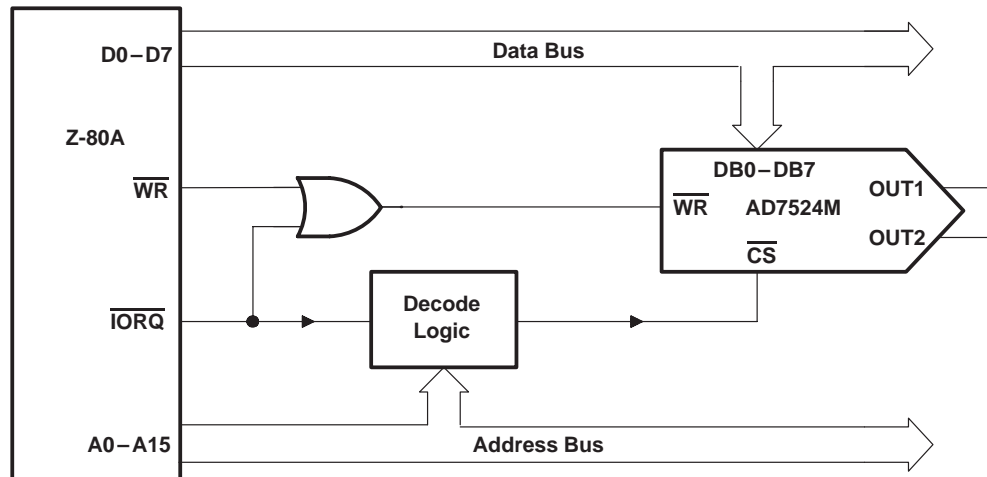 D0–D7
Data Bus
Z-80A
DB0–DB7
WR
WR
AD7524M
OUT1
OUT2
CS
IORQ
Decode
Logic
A0–A15
Address Bus